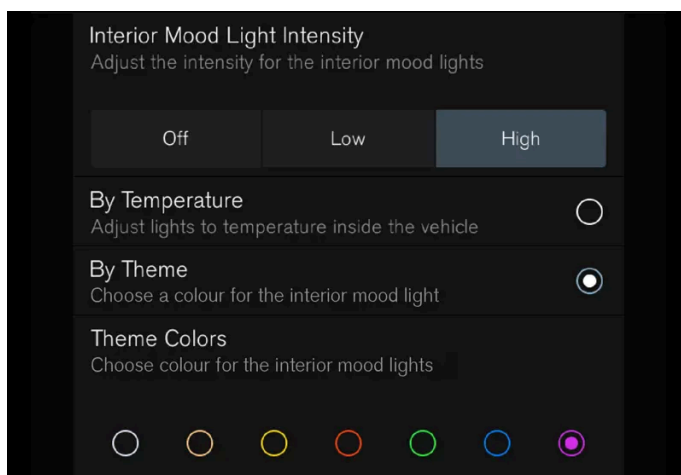 Interior Mood Light Intensity
Adjust the intensity for the interior mood lights
Off Low High
By Temperature
Adjust lights to temperature inside the vehicle
By Theme
Choose a colour for the interior mood light
Theme Colors
Choose colour for the interior mood lights